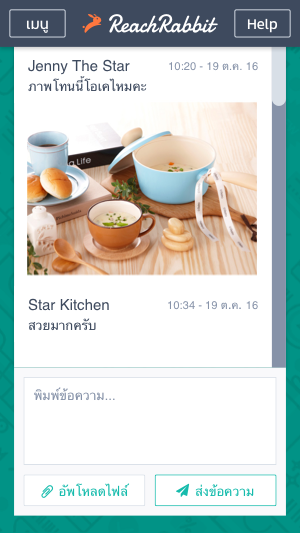 เมนู
ReachRabbit
Help
Jenny The Star
10:20 - 19 ต.ค. 16
ภาพโทนนี้โอเคไหมคะ
Life
Star Kitchen
10:34 - 19 ต.ค. 16
สวยมากครับ
พิมพ์ข้อความ...
อัพโหลดไฟล์
ส่งข้อความ